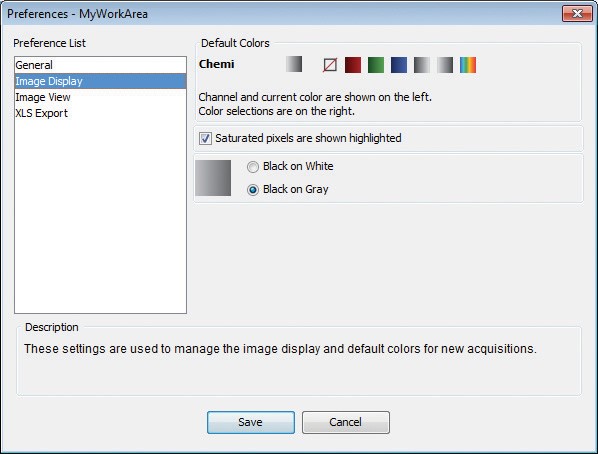 Preferences - MyWorkArea
Preference List
General
Image Display
Image View
XLS Export
Default Colors
Chemi
Channel and current color are shown on the left.
Color selections are on the right.
Saturated pixels are shown highlighted
Black on White
Black on Gray
Description
These settings are used to manage the image display and default colors for new acquisitions.
Save
Cancel